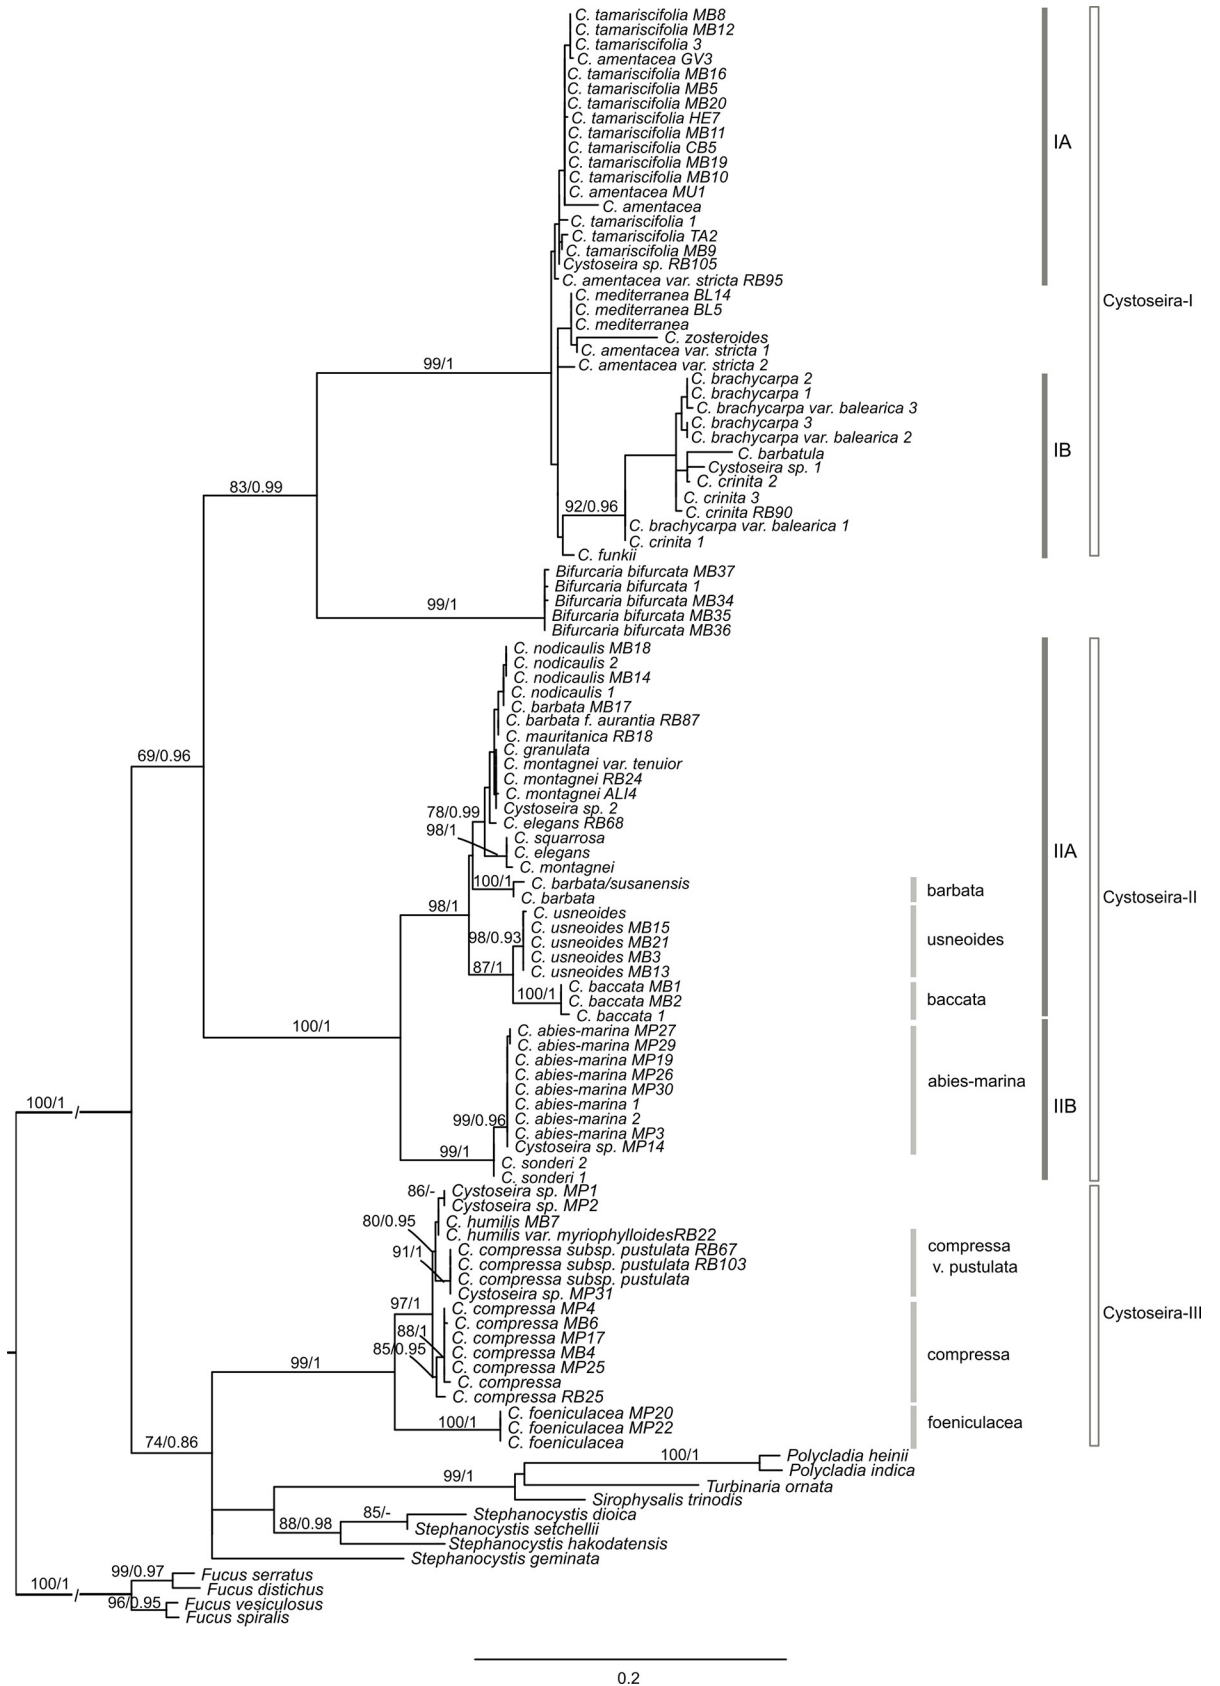 C. tamariscifolia MB8
C. tamariscifolia MB12
C. tamariscifolia 3
C. amentacea GV3
C. tamariscifolia MB16
C. tamariscifolia MB5
C. tamariscifolia MB20
C. tamariscifolia HE7
C. tamariscifolia MB11
IA
C. tamariscifolia CB5
C. tamariscifolia MB19
C. tamariscifolia MB10
C. amentacea MU1
C. amentacea
C. tamariscifolia 1
C. tamariscifolia TA2
C. tamariscifolia MB9
Cystoseira sp. RB105
C. amentacea var. stricta RB95
C. mediterranea BL14
Cystoseira-I
C. mediterranea BL5
C. mediterranea
C. zosteroides
C. amentacea var. stricta 1
99/1
C. amentacea var. stricta 2
C. brachycarpa 2
C. brachycarpa 1
C. brachycarpa var. balearica 3
C. brachycarpa 3
C. brachycarpa var. balearica 2
IB
C. barbatula
Cystoseira sp. 1
C. crinita 2
83/0.99
C. crinita 3
92/0.96
C. crinita RB90
C. brachycarpa var. balearica 1
C. crinita 1
C. funkii
Bifurcaria bifurcata MB37
Bifurcaria bifurcata 1
99/1
Bifurcaria bifurcata MB34
Bifurcaria bifurcata MB35
Bifurcaria bifurcata MB36
C. nodicaulis MB18
C. nodicaulis 2
C. nodicaulis MB14
C. nodicaulis 1
C. barbata MB17
C. barbata f. aurantia RB87
C. mauritanica RB18
C. granulata
69/0.96
C. montagnei var. tenuior
C. montagnei RB24
C. montagnei ALI4
Cystoseira sp. 2
78/0.99
C. elegans RB68
98/1
C. squarrosa
C. elegans
IIA
C. montagnei
100/1
C. barbata/susanensis
barbata
C. barbata
Cystoseira-II
98/1
C. usneoides
C. usneoides MB15
98/0.93
C. usneoides MB21
usneoides
C. usneoides MB3
87/1
C. usneoides MB13
C. baccata MB1
100/1
C. baccata MB2
baccata
C. baccata 1
100/1
C. abies-marina MP27
C. abies-marina MP29
C. abies-marina MP19
C. abies-marina MP26
abies-marina
C. abies-marina MP30
100/1
C. abies-marina 1
IIB
99/0.96
C. abies-marina 2
C. abies-marina MP3
Cystoseira sp. MP14
99/1
C. sonderi 2
C. sonderi 1
86/-
Cystoseira sp. MP1
Cystoseira sp. MP2
80/0.95
C. humilis MB7
C. humilis var. myriophylloidesRB22
91/1
C. compressa subsp. pustulata RB67
compressa
v. pustulata
C. compressa subsp. pustulata RB103
C. compressa subsp. pustulata
Cystoseira sp. MP31
97/1
C. compressa MP4
Cystoseira-III
C. compressa MB6
88/1
C. compressa MP17
85/0.95
C. compressa MB4
compressa
99/1
C. compressa MP25
C. compressa
C. compressa RB25
C. foeniculacea MP20
100/1
C. foeniculacea MP22
foeniculacea
C. foeniculacea
74/0.86
100/1
Polycladia heinii
Polycladia indica
99/1
Turbinaria ornata
Sirophysalis trinodis
85/-
Stephanocystis dioica
88/0.98
Stephanocystis setchellii
Stephanocystis hakodatensis
Stephanocystis geminata
99/0.97
Fucus serratus
100/1
Fucus distichus
96/0.95
Fucus vesiculosus
Fucus spiralis
0.2